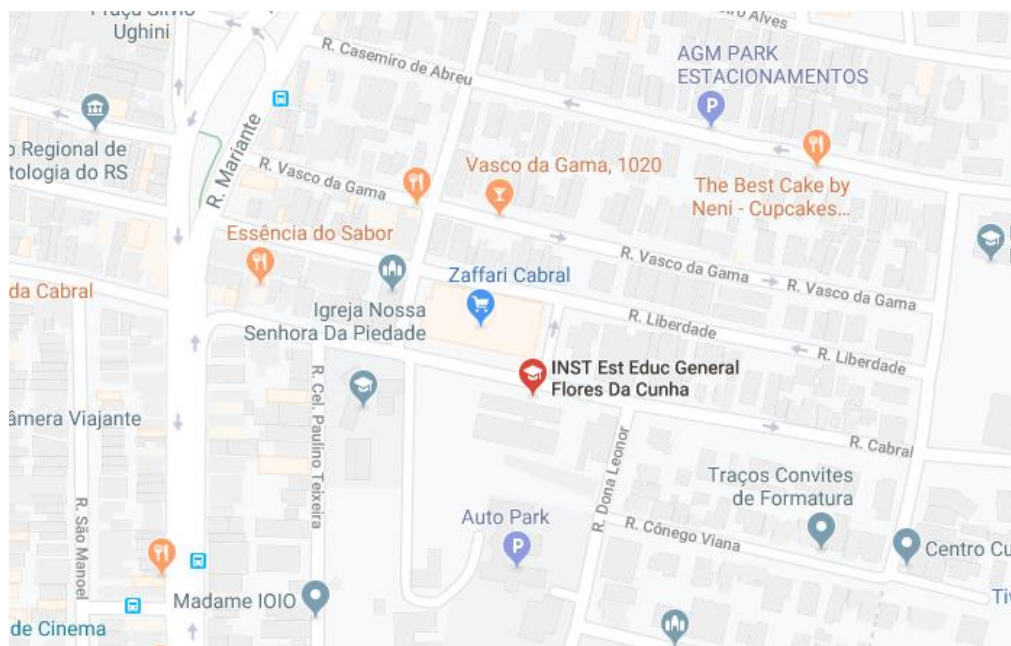 Ughini
R. Casemiro de Abreu
AGM PARK
ESTACIONAMENTOS
P
R. Mariante
Regional de
tologia do RS
R. Vasco da Gama
Vasco da Gama, 1020
The Best Cake by
Neni - Cupcakes...
Essência do Sabor
R. Vasco da Gama
R. Vasco da Gama
Zaffari Cabral
da Cabral
Igreja Nossa
Senhora Da Piedade
R. Liberdade
R. Liberdade
INST Est Educ General
Flores Da Cunha
R. Cel. Paulino Teixeira
âmera Viajante
R. Cabral
R. Dona Leonor
Traços Convites
de Formatura
R. São Manoel
Auto Park
P
R. Cônego Viana
Centro Cu
Madame IOIO
Ti
de Cinema